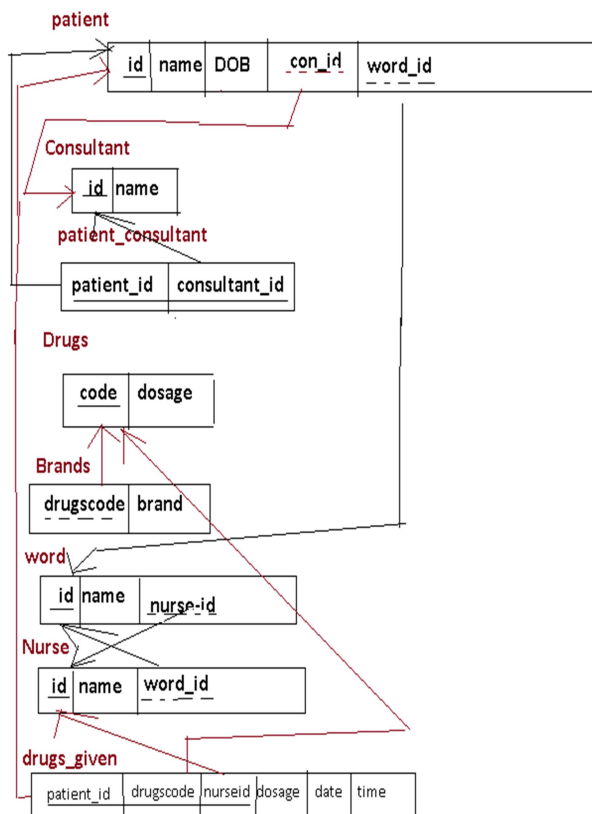 patient
id name DOB con_id word_id
Consultant
id name
patient_consultant
patient_id consultant_id
Drugs
code dosage
Brands
drugscode brand
word
id name nurse-id
Nurse
id name word_id
drugs_given
patient_id drugscode nurseid dosage date time